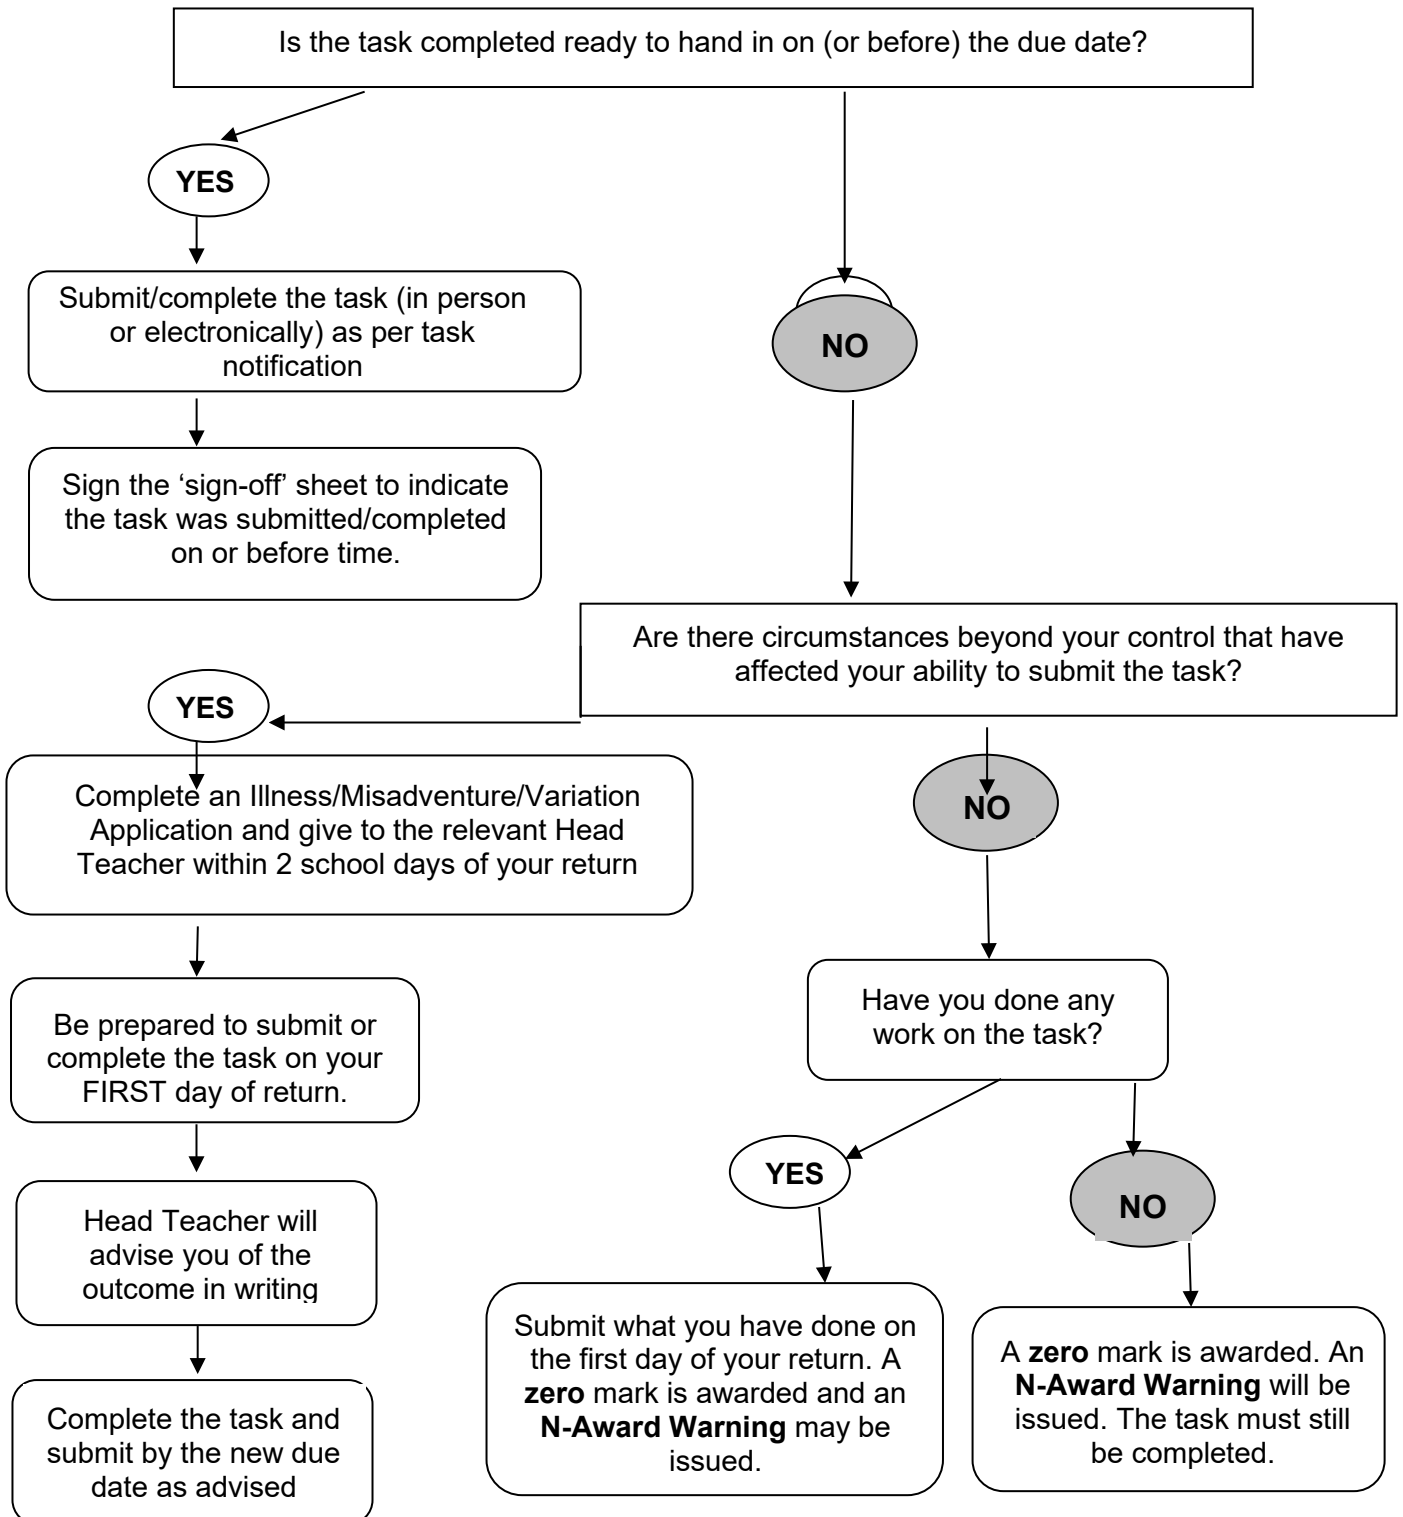 Is the task completed ready to hand in on (or before) the due date?
YES
Submit/complete the task (in person
or electronically) as per task
notification
NO
Sign the ‘sign-off’ sheet to indicate
the task was submitted/completed
on or before time.
Are there circumstances beyond your control that have
affected your ability to submit the task?
YES
Complete an Illness/Misadventure/Variation
Application and give to the relevant Head
Teacher within 2 school days of your return
NO
Be prepared to submit or
complete the task on your
FIRST day of return.
Have you done any
work on the task?
YES
NO
Head Teacher will
advise you of the
outcome in writing
Submit what you have done on
the first day of your return. A
zero mark is awarded and an
N-Award Warning may be
issued.
A zero mark is awarded. An
N-Award Warning will be
issued. The task must still
be completed.
Complete the task and
submit by the new due
date as advised